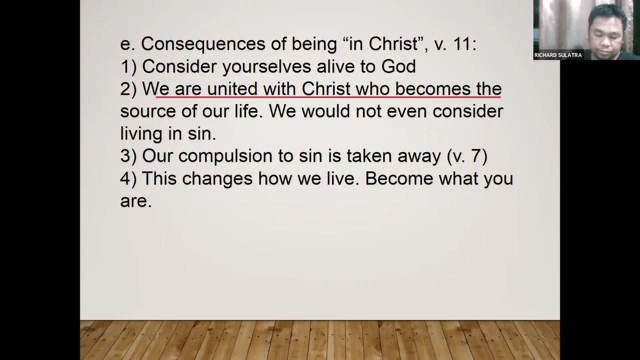 e. Consequences of being “in Christ”, v. 11:
1) Consider yourselves alive to God
2) We are united with Christ who becomes the
source of our life. We would not even consider
living in sin.
3) Our compulsion to sin is taken away (v. 7)
4) This changes how we live. Become what you
are.
RICHARD SULATRA